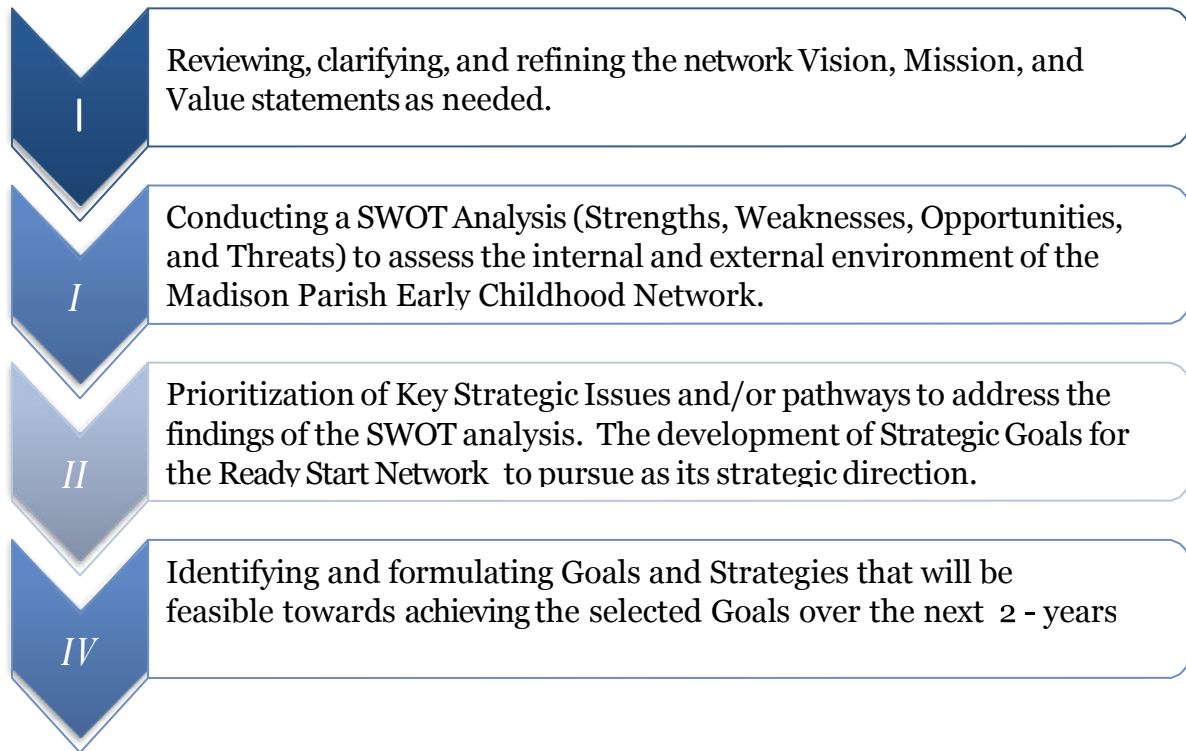 I
Reviewing, clarifying, and refining the network Vision, Mission, and
Value statements as needed.
I
Conducting a SWOT Analysis (Strengths, Weaknesses, Opportunities,
and Threats) to assess the internal and external environment of the
Madison Parish Early Childhood Network.
II
Prioritization of Key Strategic Issues and/or pathways to address the
findings of the SWOT analysis. The development of Strategic Goals for
the Ready Start Network to pursue as its strategic direction.
IV
Identifying and formulating Goals and Strategies that will be
feasible towards achieving the selected Goals over the next 2 - years